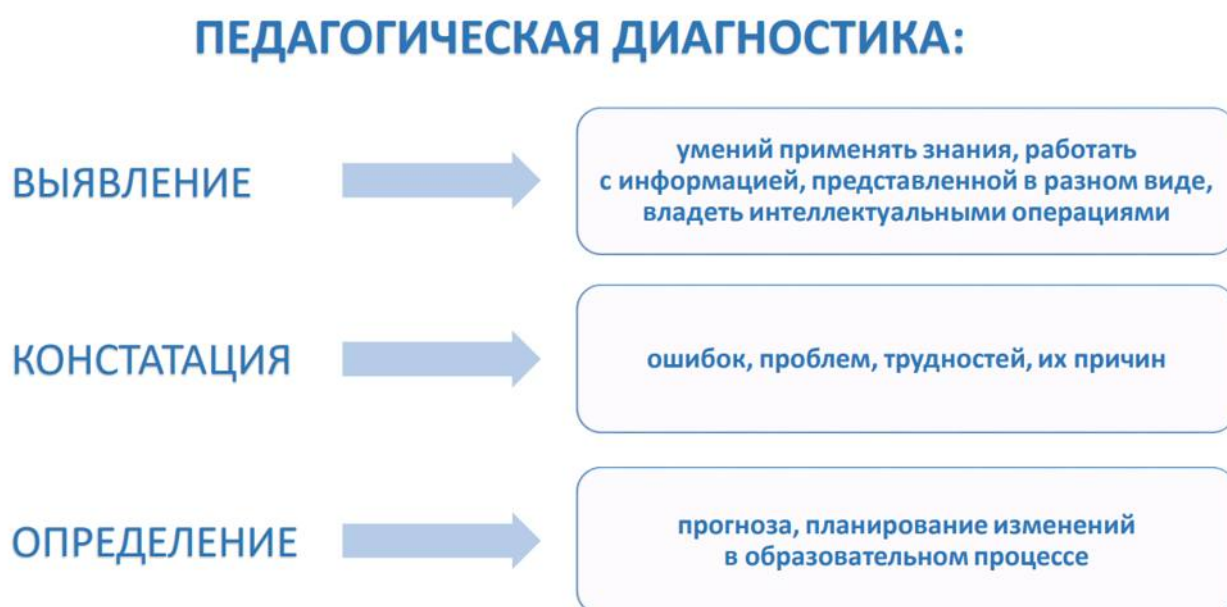 ПЕДАГОГИЧЕСКАЯ ДИАГНОСТИКА:
ВЫЯВЛЕНИЕ
умений применять знания, работать
с информацией, представленной в разном виде,
владеть интеллектуальными операциями
КОНСТАТАЦИЯ
ошибок, проблем, трудностей, их причин
ОПРЕДЕЛЕНИЕ
прогноза, планирование изменений
в образовательном процессе